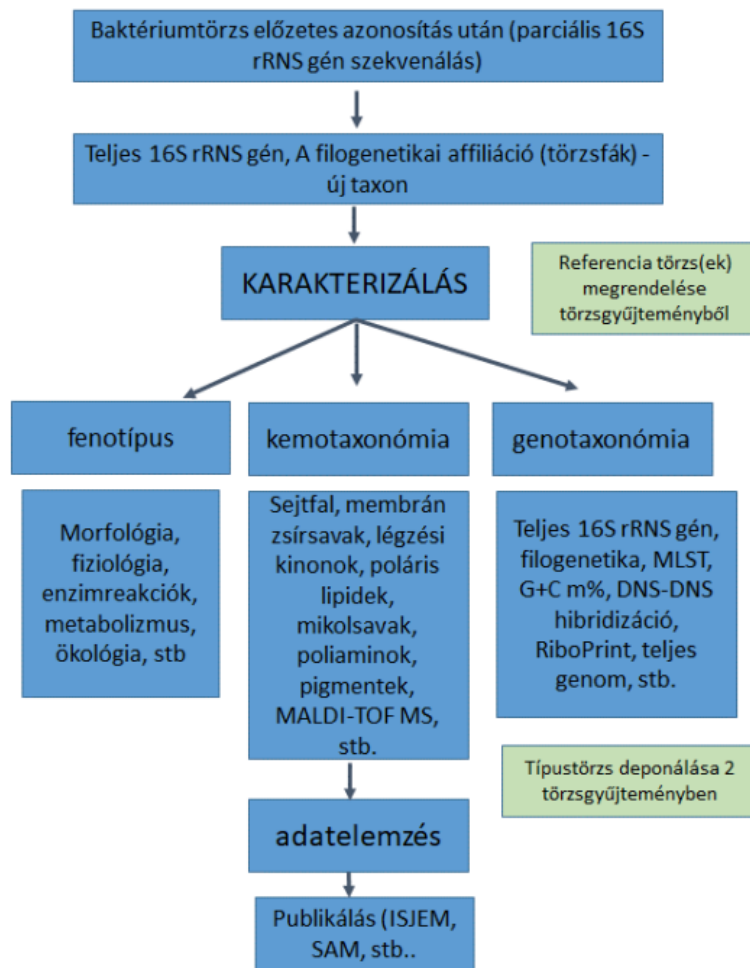 Baktériumtörzs előzetes azonosítás után (parciális 16S
rRNS gén szekvenálás)
Teljes 16S rRNS gén, A filogenetikai affiliáció (törzsfák) -
új taxon
KARAKTERIZÁLÁS
Referencia törzs(ek)
megrendelése
törzsgyűjteményből
fenotípus
kemotaxonómia
genotaxonómia
Morfológia,
fiziológia,
enzimreakciók,
metabolizmus,
ökológia, stb
Sejtfal, membrán
zsírsavak, légzési
kinonok, poláris
lipidek,
mikolsavak,
poliaminok,
pigmentek,
MALDI-TOF MS,
stb.
Teljes 16S rRNS gén,
filogenetika, MLST,
G+C m%, DNS-DNS
hibridizáció,
RiboPrint, teljes
genom, stb.
Típustörzs deponálása 2
törzsgyűjteményben
adatelemzés
Publikálás (ISJEM,
SAM, stb..